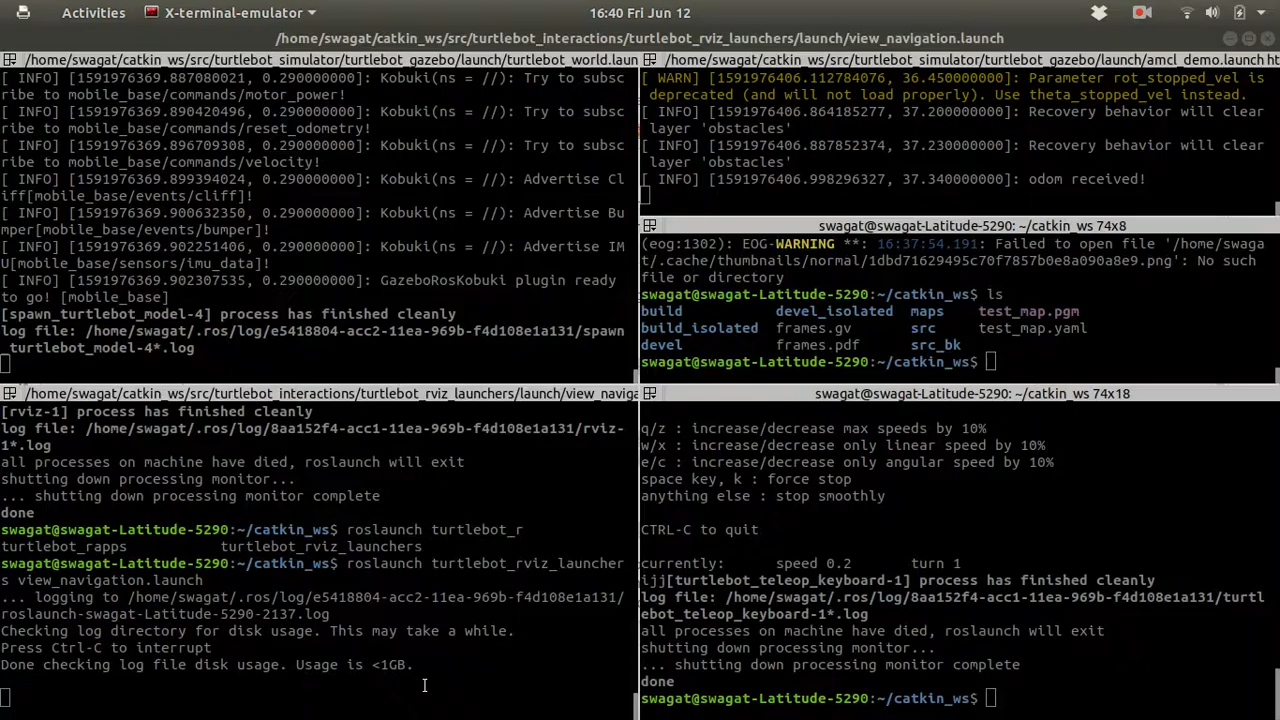 Activities X-terminal-emulator 16:40 Fri Jun 12
/home/swagat/catkin_ws/src/turtlebot_interactions/turtlebot_rviz_launchers/launch/view_navigation.launch
/home/swagat/catkin_ws/src/turtlebot_simulator/turtlebot_gazebo/launch/turtlebot_world.laun
[ INFO] [1591976369.887080021, 0.290000000]: Kobuki(ns = //): Try to subsc
ribe to mobile_base/commands/motor_power!
[ INFO] [1591976369.890420496, 0.290000000]: Kobuki(ns = //): Try to subsc
ribe to mobile_base/commands/reset_odometry!
[ INFO] [1591976369.896709308, 0.290000000]: Kobuki(ns = //): Try to subsc
ribe to mobile_base/commands/velocity!
[ INFO] [1591976369.899394024, 0.290000000]: Kobuki(ns = //): Advertise Cl
iff[mobile_base/events/cliff]!
[ INFO] [1591976369.900632350, 0.290000000]: Kobuki(ns = //): Advertise Bu
mper[mobile_base/events/bumper]!
[ INFO] [1591976369.902251406, 0.290000000]: Kobuki(ns = //): Advertise IM
U[mobile_base/sensors/imu_data]!
[ INFO] [1591976369.902307535, 0.290000000]: GazeboRosKobuki plugin ready
to go! [mobile_base]
[spawn_turtlebot_model-4] process has finished cleanly
log file: /home/swagat/.ros/log/e5418804-acc2-11ea-969b-f4d108e1a131/spawn
_turtlebot_model-4*.log
/home/swagat/catkin_ws/src/turtlebot_simulator/turtlebot_gazebo/launch/amcl_demo.launch ht
[ WARN] [1591976406.112784076, 36.450000000]: Parameter rot_stopped_vel is
deprecated (and will not load properly). Use theta_stopped_vel instead.
[ INFO] [1591976406.864185277, 37.200000000]: Recovery behavior will clear
layer 'obstacles'
[ INFO] [1591976406.887852374, 37.230000000]: Recovery behavior will clear
layer 'obstacles'
[ INFO] [1591976406.998296327, 37.340000000]: odom received!
swagat@swagat-Latitude-5290: ~/catkin_ws 74x8
(eog:1302): EOG-WARNING **: 16:37:54.191: Failed to open file '/home/swaga
t/.cache/thumbnails/normal/1dbd71629495c70f7857b0e8a090a8e9.png': No such
file or directory
swagat@swagat-Latitude-5290:~/catkin_ws$ ls
build devel_isolated maps test_map.pgm
build_isolated frames.gv src test_map.yaml
devel frames.pdf src_bk
swagat@swagat-Latitude-5290:~/catkin_ws$
/home/swagat/catkin_ws/src/turtlebot_interactions/turtlebot_rviz_launchers/launch/view_naviga
[rviz-1] process has finished cleanly
log file: /home/swagat/.ros/log/8aa152f4-acc1-11ea-969b-f4d108e1a131/rviz-
1*.log
all processes on machine have died, roslaunch will exit
shutting down processing monitor...
... shutting down processing monitor complete
done
swagat@swagat-Latitude-5290:~/catkin_ws$ roslaunch turtlebot_r
turtlebot_rapps turtlebot_rviz_launchers
swagat@swagat-Latitude-5290:~/catkin_ws$ roslaunch turtlebot_rviz_launcher
s view_navigation.launch
... logging to /home/swagat/.ros/log/e5418804-acc2-11ea-969b-f4d108e1a131/
roslaunch-swagat-Latitude-5290-2137.log
Checking log directory for disk usage. This may take a while.
Press Ctrl-C to interrupt
Done checking log file disk usage. Usage is <1GB.
swagat@swagat-Latitude-5290: ~/catkin_ws 74x18
q/z : increase/decrease max speeds by 10%
w/x : increase/decrease only linear speed by 10%
e/c : increase/decrease only angular speed by 10%
space key, k : force stop
anything else : stop smoothly
CTRL-C to quit
currently: speed 0.2 turn 1
ijj[turtlebot_teleop_keyboard-1] process has finished cleanly
log file: /home/swagat/.ros/log/8aa152f4-acc1-11ea-969b-f4d108e1a131/turtl
ebot_teleop_keyboard-1*.log
all processes on machine have died, roslaunch will exit
shutting down processing monitor...
... shutting down processing monitor complete
done
swagat@swagat-Latitude-5290:~/catkin_ws$